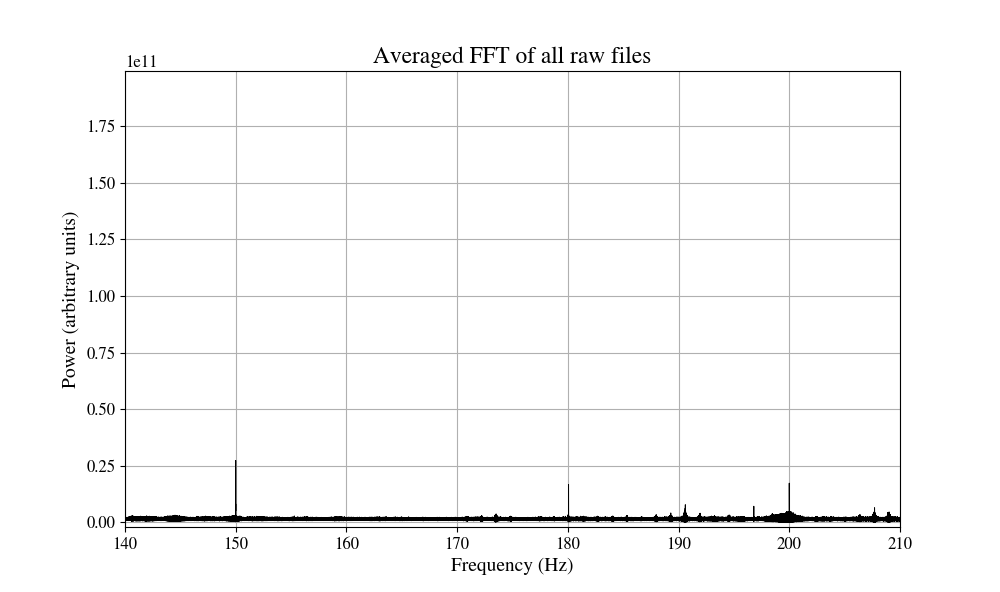 Averaged FFT of all raw files
1e11
1.75
1.50
1.25
1.00
0.75
0.50
0.25
0.00
Power (arbitrary units)
140 150 160 170 180 190 200 210
Frequency (Hz)